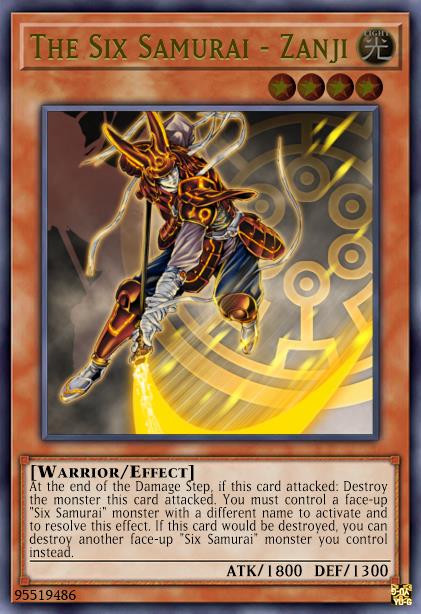 The Six Samurai - Zanji
LIGHT
光
[Warrior/Effect]
At the end of the Damage Step, if this card attacked: Destroy
the monster this card attacked. You must control a face-up
"Six Samurai" monster with a different name to activate and
to resolve this effect. If this card would be destroyed, you can
destroy another face-up "Six Samurai" monster you control
instead.
ATK/1800 DEF/1300
95519486